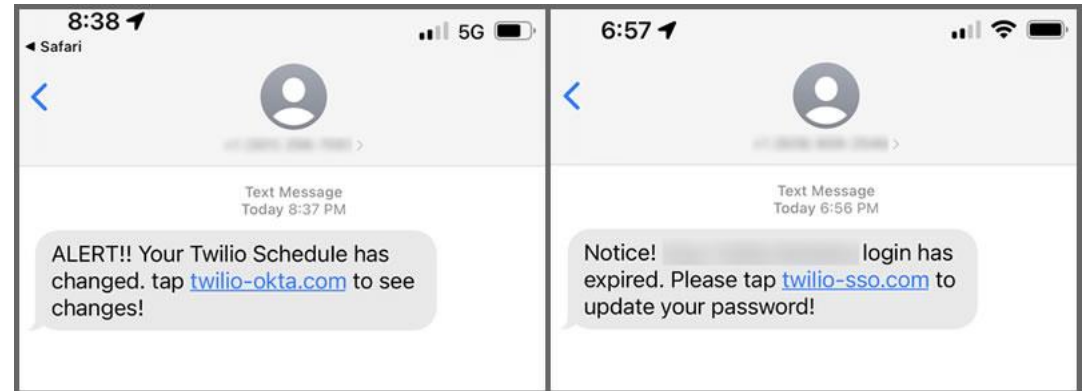 8:38
5G
Safari
Text Message
Today 8:37 PM
ALERT!! Your Twilio Schedule has
changed. tap twilio-okta.com to see
changes!
6:57
Text Message
Today 6:56 PM
Notice! login has
expired. Please tap twilio-sso.com to
update your password!